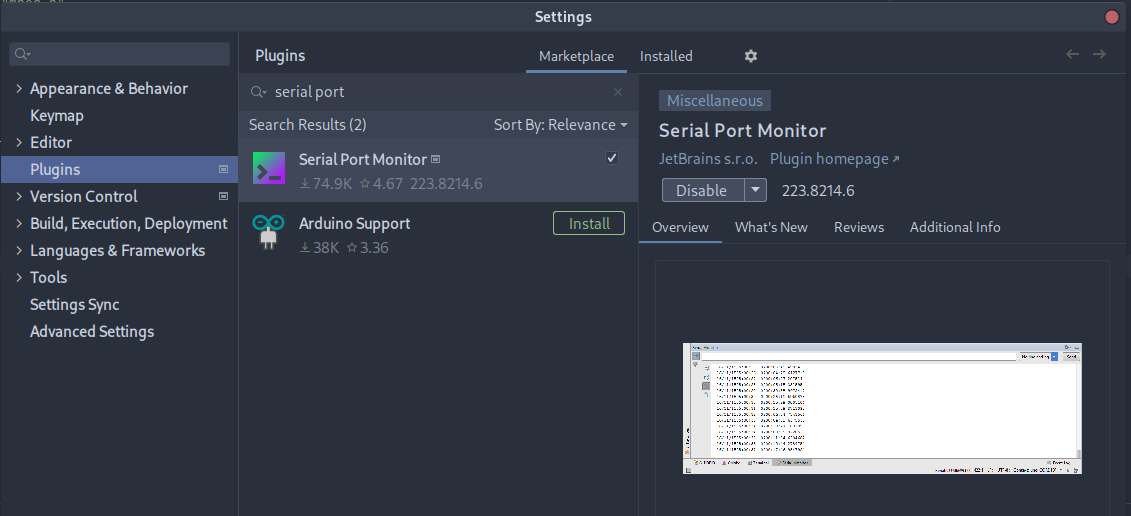 Settings
Plugins
Marketplace
Installed
Appearance & Behavior
Keymap
Editor
Plugins
Version Control
Build, Execution, Deployment
Languages & Frameworks
Tools
Settings Sync
Advanced Settings
serial port
Search Results (2)
Sort By: Relevance
Serial Port Monitor
74.9K 4.67 223.8214.6
Arduino Support
38K 3.36
Install
Miscellaneous
Serial Port Monitor
JetBrains s.r.o. Plugin homepage
Disable
223.8214.6
Overview
What's New
Reviews
Additional Info
Send